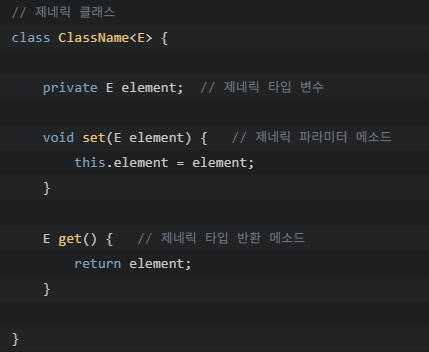 // 제네릭 클래스
class ClassName<E> {
private E element;  // 제네릭 타입 변수
void set(E element) {   // 제네릭 파라미터 메소드
this.element = element;
}
E get() {   // 제네릭 타입 반환 메소드
return element;
}
}